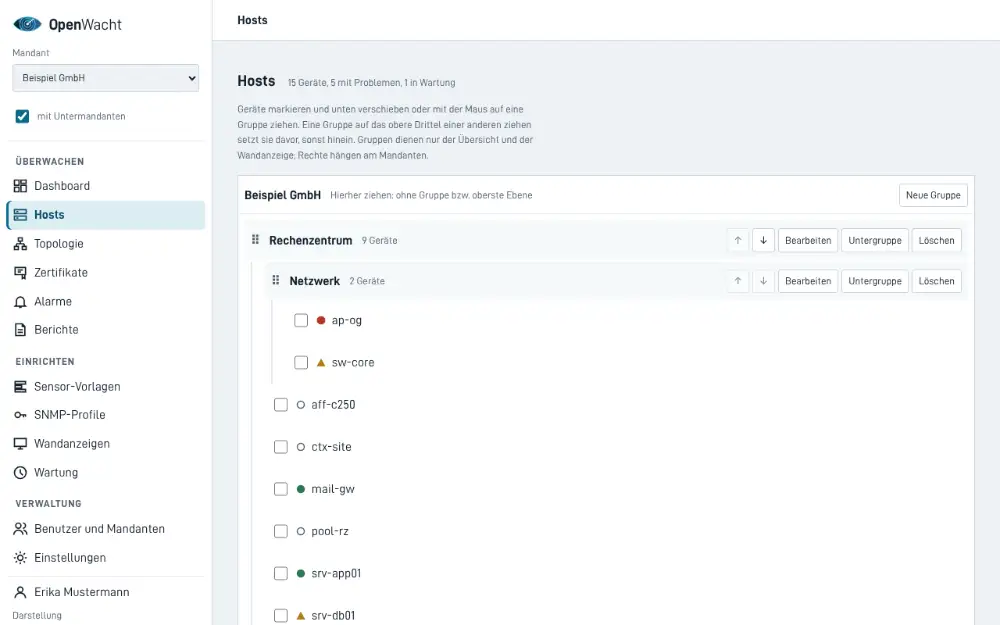 OpenWacht
Mandant
Beispiel GmbH
mit Untermandanten
ÜBERWACHEN
Dashboard
Hosts
Topologie
Zertifikate
Alarme
Berichte
EINRICHTEN
Sensor-Vorlagen
SNMP-Profile
Wandanzeigen
Wartung
VERWALTUNG
Benutzer und Mandanten
Einstellungen
Erika Mustermann
Darstellung
Hosts
Hosts 15 Geräte, 5 mit Problemen, 1 in Wartung
Geräte markieren und unten verschieben oder mit der Maus auf eine
Gruppe ziehen. Eine Gruppe auf das obere Drittel einer anderen ziehen
setzt sie davor, sonst hinein. Gruppen dienen nur der Übersicht und der
Wandanzeige, Rechte hängen am Mandanten.
Beispiel GmbH Hierher ziehen: ohne Gruppe bzw. oberste Ebene Neue Gruppe
Rechenzentrum 9 Geräte ↑ ↓ Bearbeiten Untergruppe Löschen
Netzwerk 2 Geräte ↑ ↓ Bearbeiten Untergruppe Löschen
ap-og
sw-core
aff-c250
ctx-site
mail-gw
pool-rz
srv-app01
srv-db01